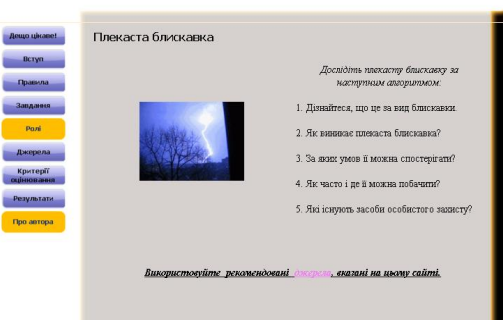 Дещо цікаве!
Вступ
Правила
Завдання
Ролі
Джерела
Критерії
оцінювання
Результати
Про автора
Плекаста блискавка
Дослідіть плекасту блискавку за
наступним алгоритмом:
1. Дізнайтеся, що це за вид блискавки.
2. Як виникає плекаста блискавка?
3. За яких умов її можна спостерігати?
4. Як часто і де її можна побачити?
5. Які існують засоби особистого захисту?
Використовуйте рекомендовані джерела, вказані на цьому сайті.